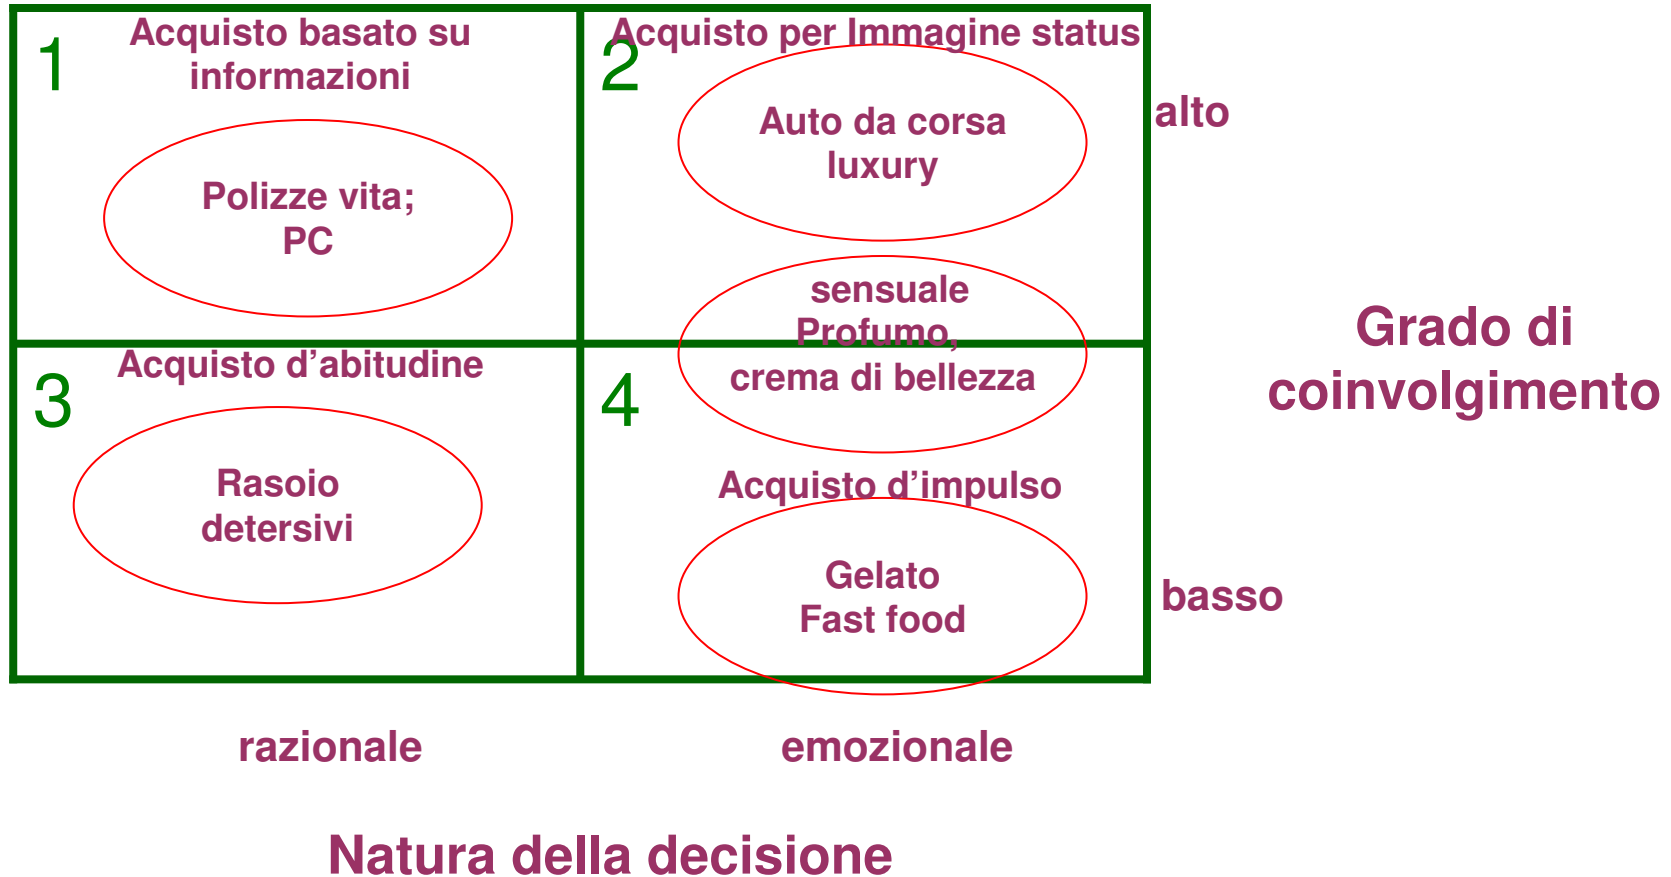 1
Acquisto basato su
informazioni
Polizze vita;
PC
2
Acquisto per Immagine status
Auto da corsa
luxury
alto
sensuale
Profumo,
crema di bellezza
3
Acquisto d’abitudine
Rasoio
detersivi
4
Acquisto d’impulso
Gelato
Fast food
basso
Grado di
coinvolgimento
razionale
emozionale
Natura della decisione